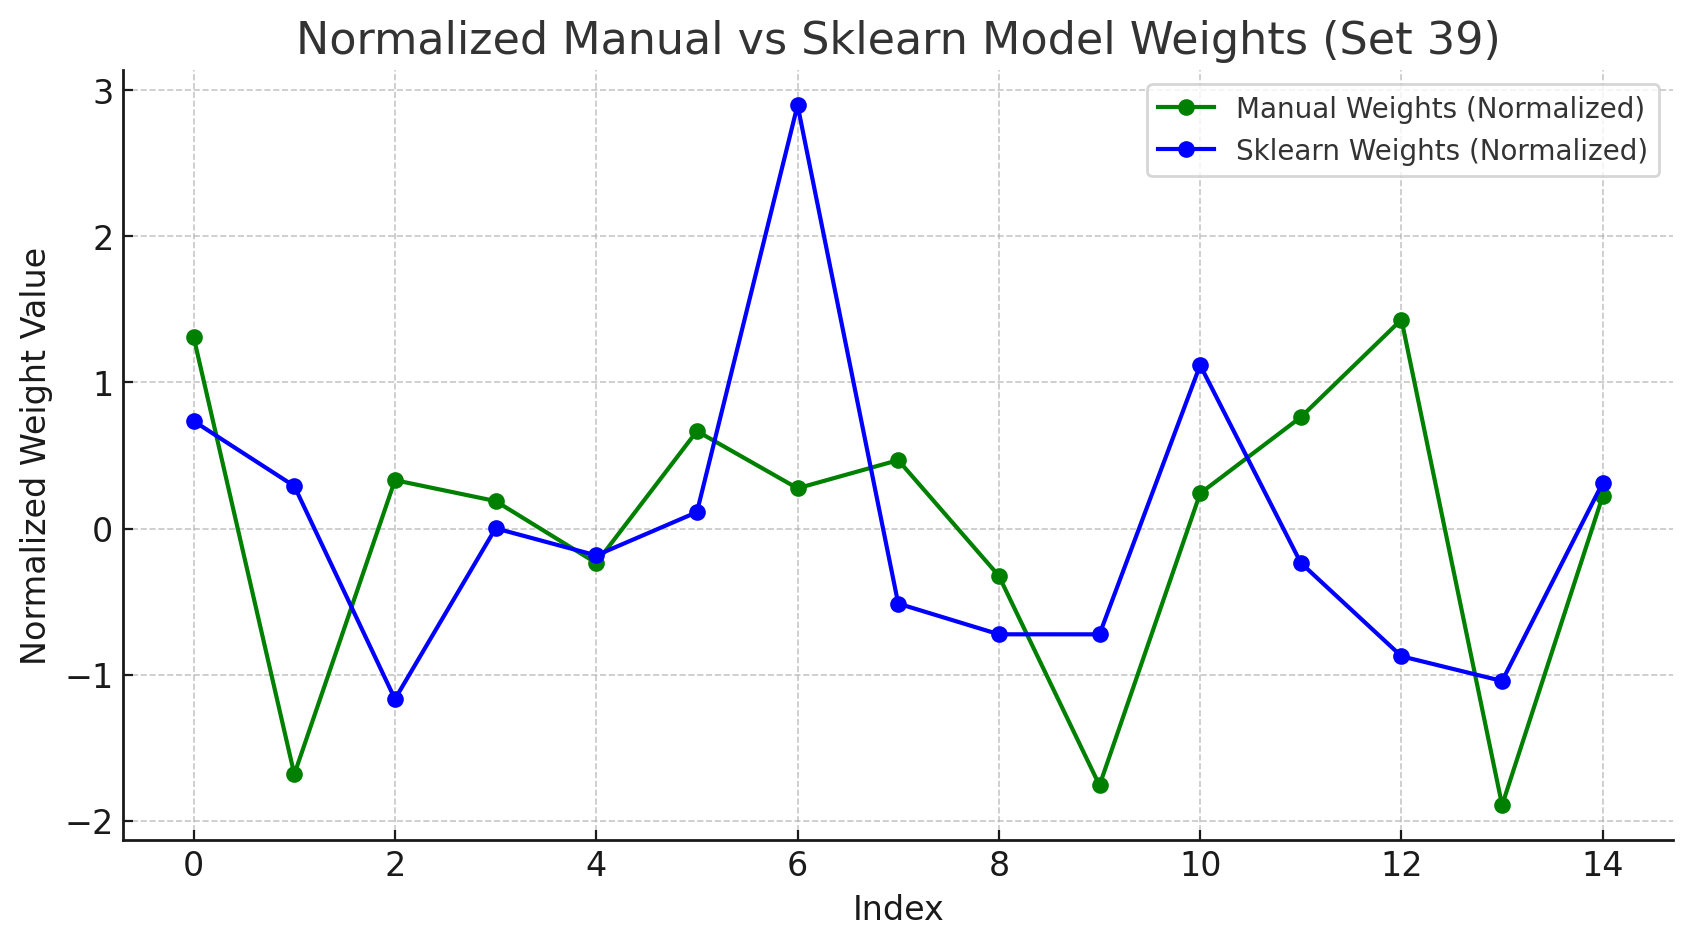 Normalized Manual vs Sklearn Model Weights (Set 39)
Manual Weights (Normalized)
Sklearn Weights (Normalized)
Normalized Weight Value
3
2
1
0
−1
−2
0 2 4 6 8 10 12 14
Index